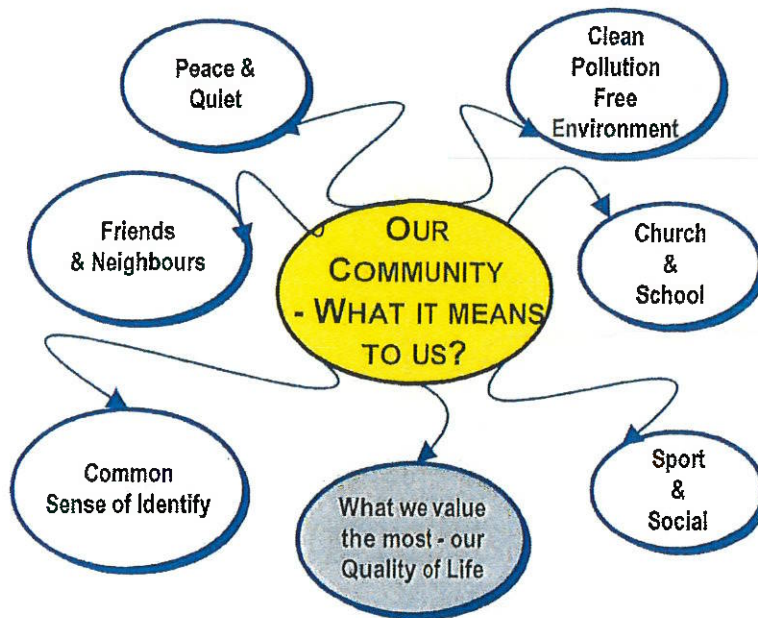 Peace &
Quiet
Clean
Pollution
Free
Environment
Friends
& Neighbours
OUR
COMMUNITY
- WHAT IT MEANS
TO US?
Church
&
School
Common
Sense of Identify
What we value
the most - our
Quality of Life
Sport
&
Social